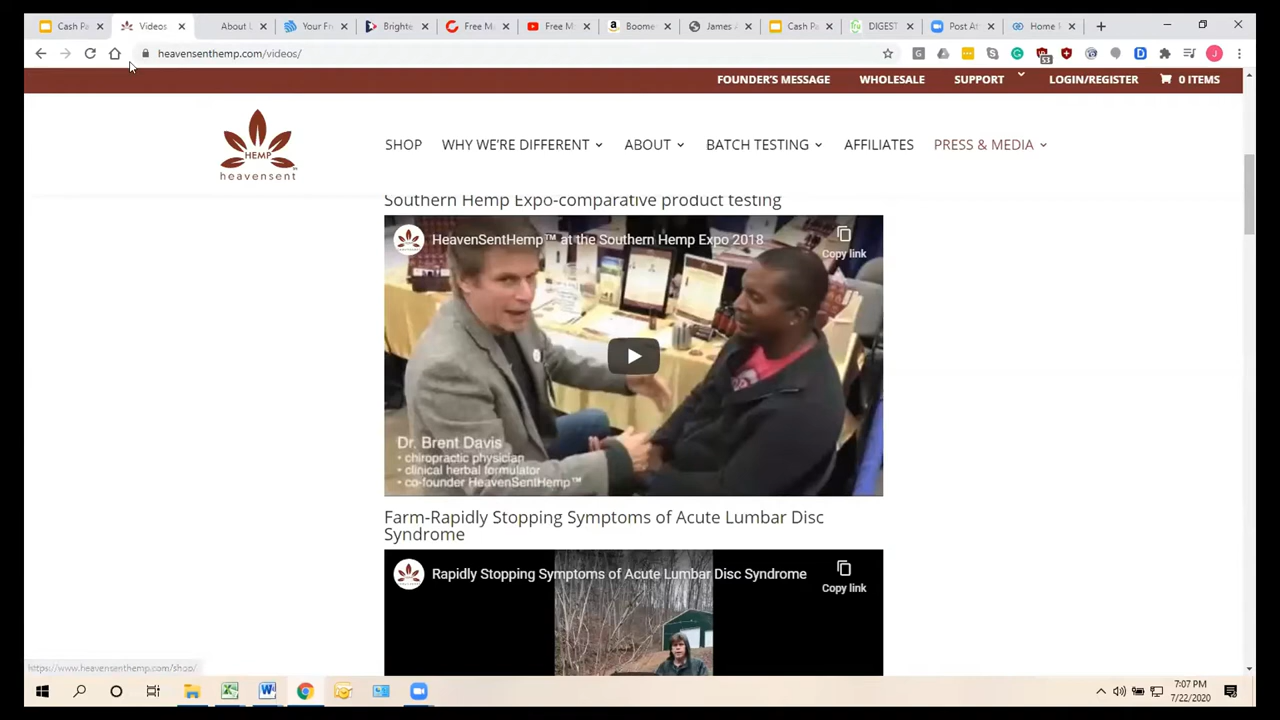 Cash Pa
Videos
About U
Your Fre
Brighte
Free M
Free M
Boome
James A
Cash Pa
DIGEST
Post At
Home P
heavensenthemp.com/videos/
53
FOUNDER'S MESSAGE
WHOLESALE
SUPPORT
LOGIN/REGISTER
0 ITEMS
HEMP
heavensent
SHOP
WHY WE'RE DIFFERENT
ABOUT
BATCH TESTING
AFFILIATES
PRESS & MEDIA
Southern Hemp Expo-comparative product testing
HeavenSentHemp™ at the Southern Hemp Expo 2018
Copy link
Dr. Brent Davis
• chiropractic physician
• clinical herbal formulator
• co-founder HeavenSentHemp™
Farm-Rapidly Stopping Symptoms of Acute Lumbar Disc
Syndrome
Rapidly Stopping Symptoms of Acute Lumbar Disc Syndrome
Copy link
https://www.heavensenthemp.com/shop/
7:07 PM
7/22/2020